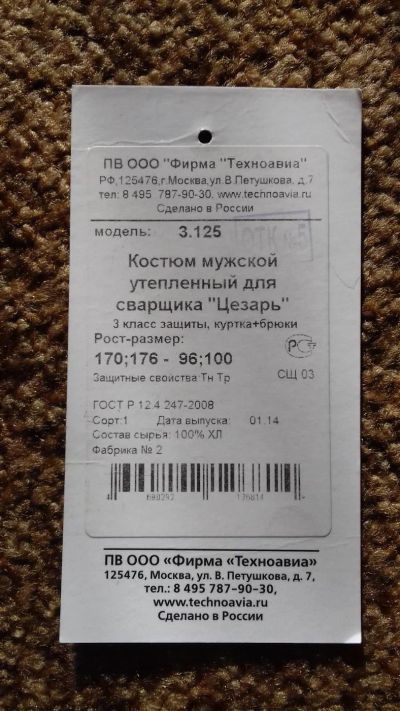 ПВ ООО "Фирма "Техноавиа"
РФ,125476,г.Москва,ул.В.Петушкова, д.7
тел: 8 495 787-90-30, www.technoavia.ru
Сделано в России
модель: 3.125
ОТК №5
Костюм мужской
утепленный для
сварщика "Цезарь"
3 класс защиты, куртка+брюки
Рост-размер:
170;176 - 96;100
Защитные свойства:Тн Тр
СЩ 03
ГОСТ Р 12.4.247-2008
Сорт:1 Дата выпуска: 01.14
Состав сырья: 100% ХЛ
Фабрика № 2
ПВ ООО «Фирма «Техноавиа»
125476, Москва, ул. В. Петушкова, д. 7,
тел.: 8 495 787–90–30,
www.technoavia.ru
Сделано в России